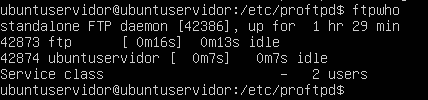 ubuntuservidor@ubuntuservidor:/etc/proftpd$ ftpwho
standalone FTP daemon [42386], up for  1 hr 29 min
42873 ftp      [ 0m16s]  0m13s idle
42874 ubuntuservidor [  0m7s]   0m7s idle
Service class                      -   2 users
ubuntuservidor@ubuntuservidor:/etc/proftpd$